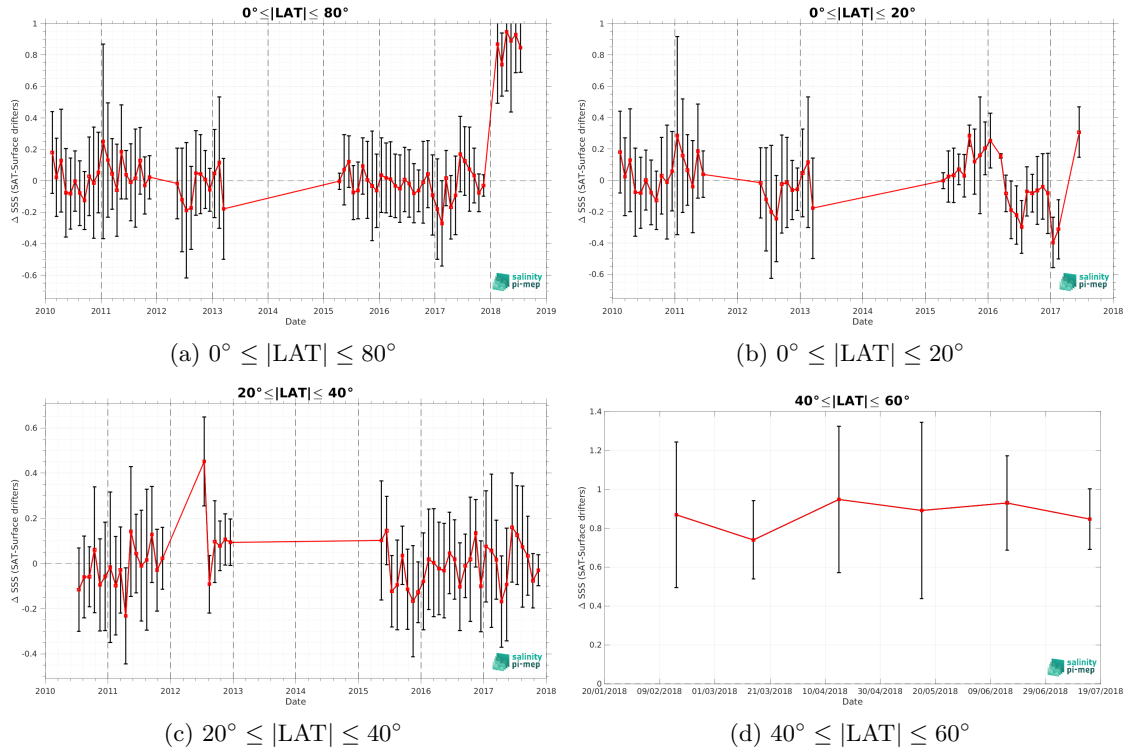 0°≤|LAT|≤ 80°
Δ SSS (SAT-Surface drifters)
1
0.8
0.6
0.4
0.2
0
-0.2
-0.4
-0.6
2010 2011 2012 2013 2014 2015 2016 2017 2018 2019
Date
salinity
pi-mep
(a) 0° ≤ |LAT| ≤ 80°
0°≤|LAT|≤ 20°
Δ SSS (SAT-Surface drifters)
1
0.8
0.6
0.4
0.2
0
-0.2
-0.4
-0.6
2010 2011 2012 2013 2014 2015 2016 2017 2018
Date
salinity
pi-mep
(b) 0° ≤ |LAT| ≤ 20°
20°≤|LAT|≤ 40°
Δ SSS (SAT-Surface drifters)
0.6
0.4
0.2
0
-0.2
-0.4
2010 2011 2012 2013 2014 2015 2016 2017 2018
Date
salinity
pi-mep
(c) 20° ≤ |LAT| ≤ 40°
40°≤|LAT|≤ 60°
Δ SSS (SAT-Surface drifters)
1.4
1.2
1
0.8
0.6
0.4
0.2
0
20/01/2018 09/02/2018 01/03/2018 21/03/2018 10/04/2018 30/04/2018 20/05/2018 09/06/2018 29/06/2018 19/07/2018
Date
salinity
pi-mep
(d) 40° ≤ |LAT| ≤ 60°